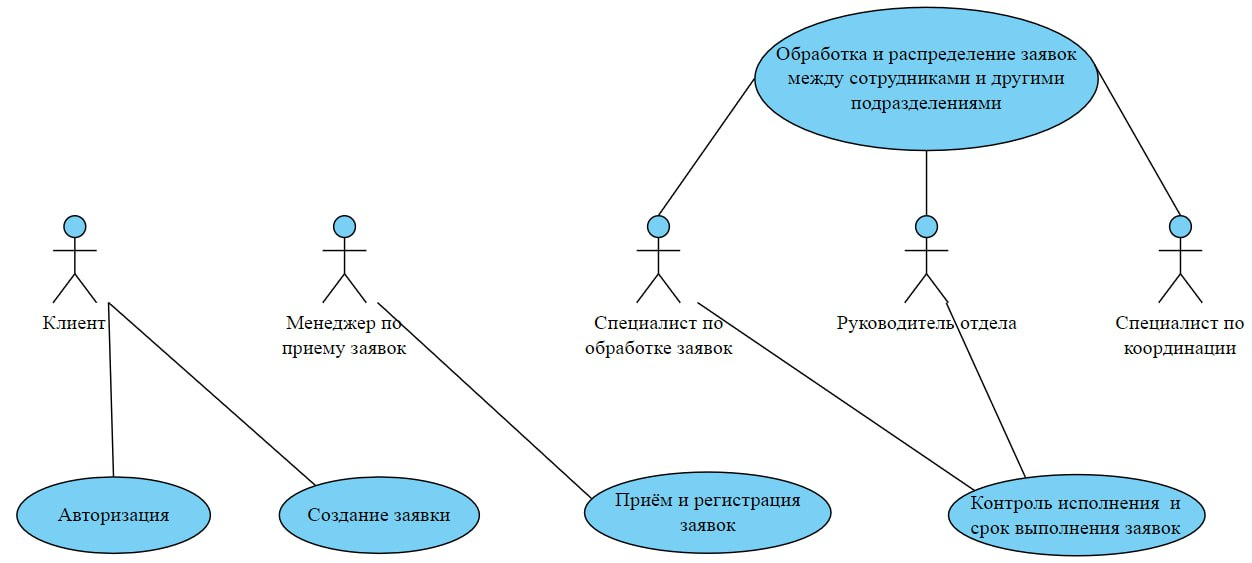 Обработка и распределение заявок
между сотрудниками и другими
подразделениями
Клиент
Менеджер по
приему заявок
Специалист по
обработке заявок
Руководитель отдела
Специалист по
координации
Авторизация
Создание заявки
Приём и регистрация
заявок
Контроль исполнения и
срок выполнения заявок